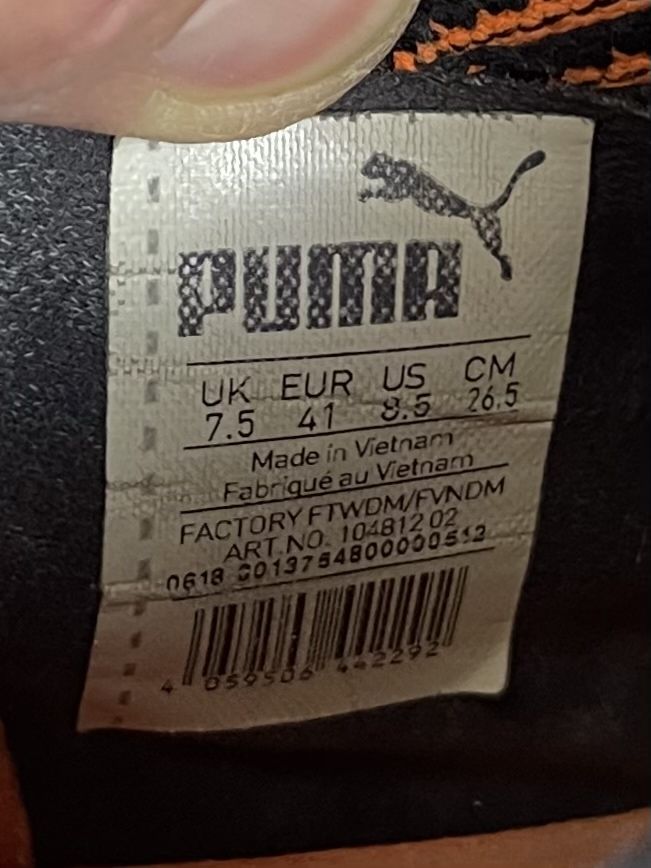 PUMA
UK EUR US CM
7.5 41 8.5 26.5
Made in Vietnam
Fabriqué au Vietnam
FACTORY FTWDM/FVNDM
ART.NO. 104812 02
0618
4 059506 442292